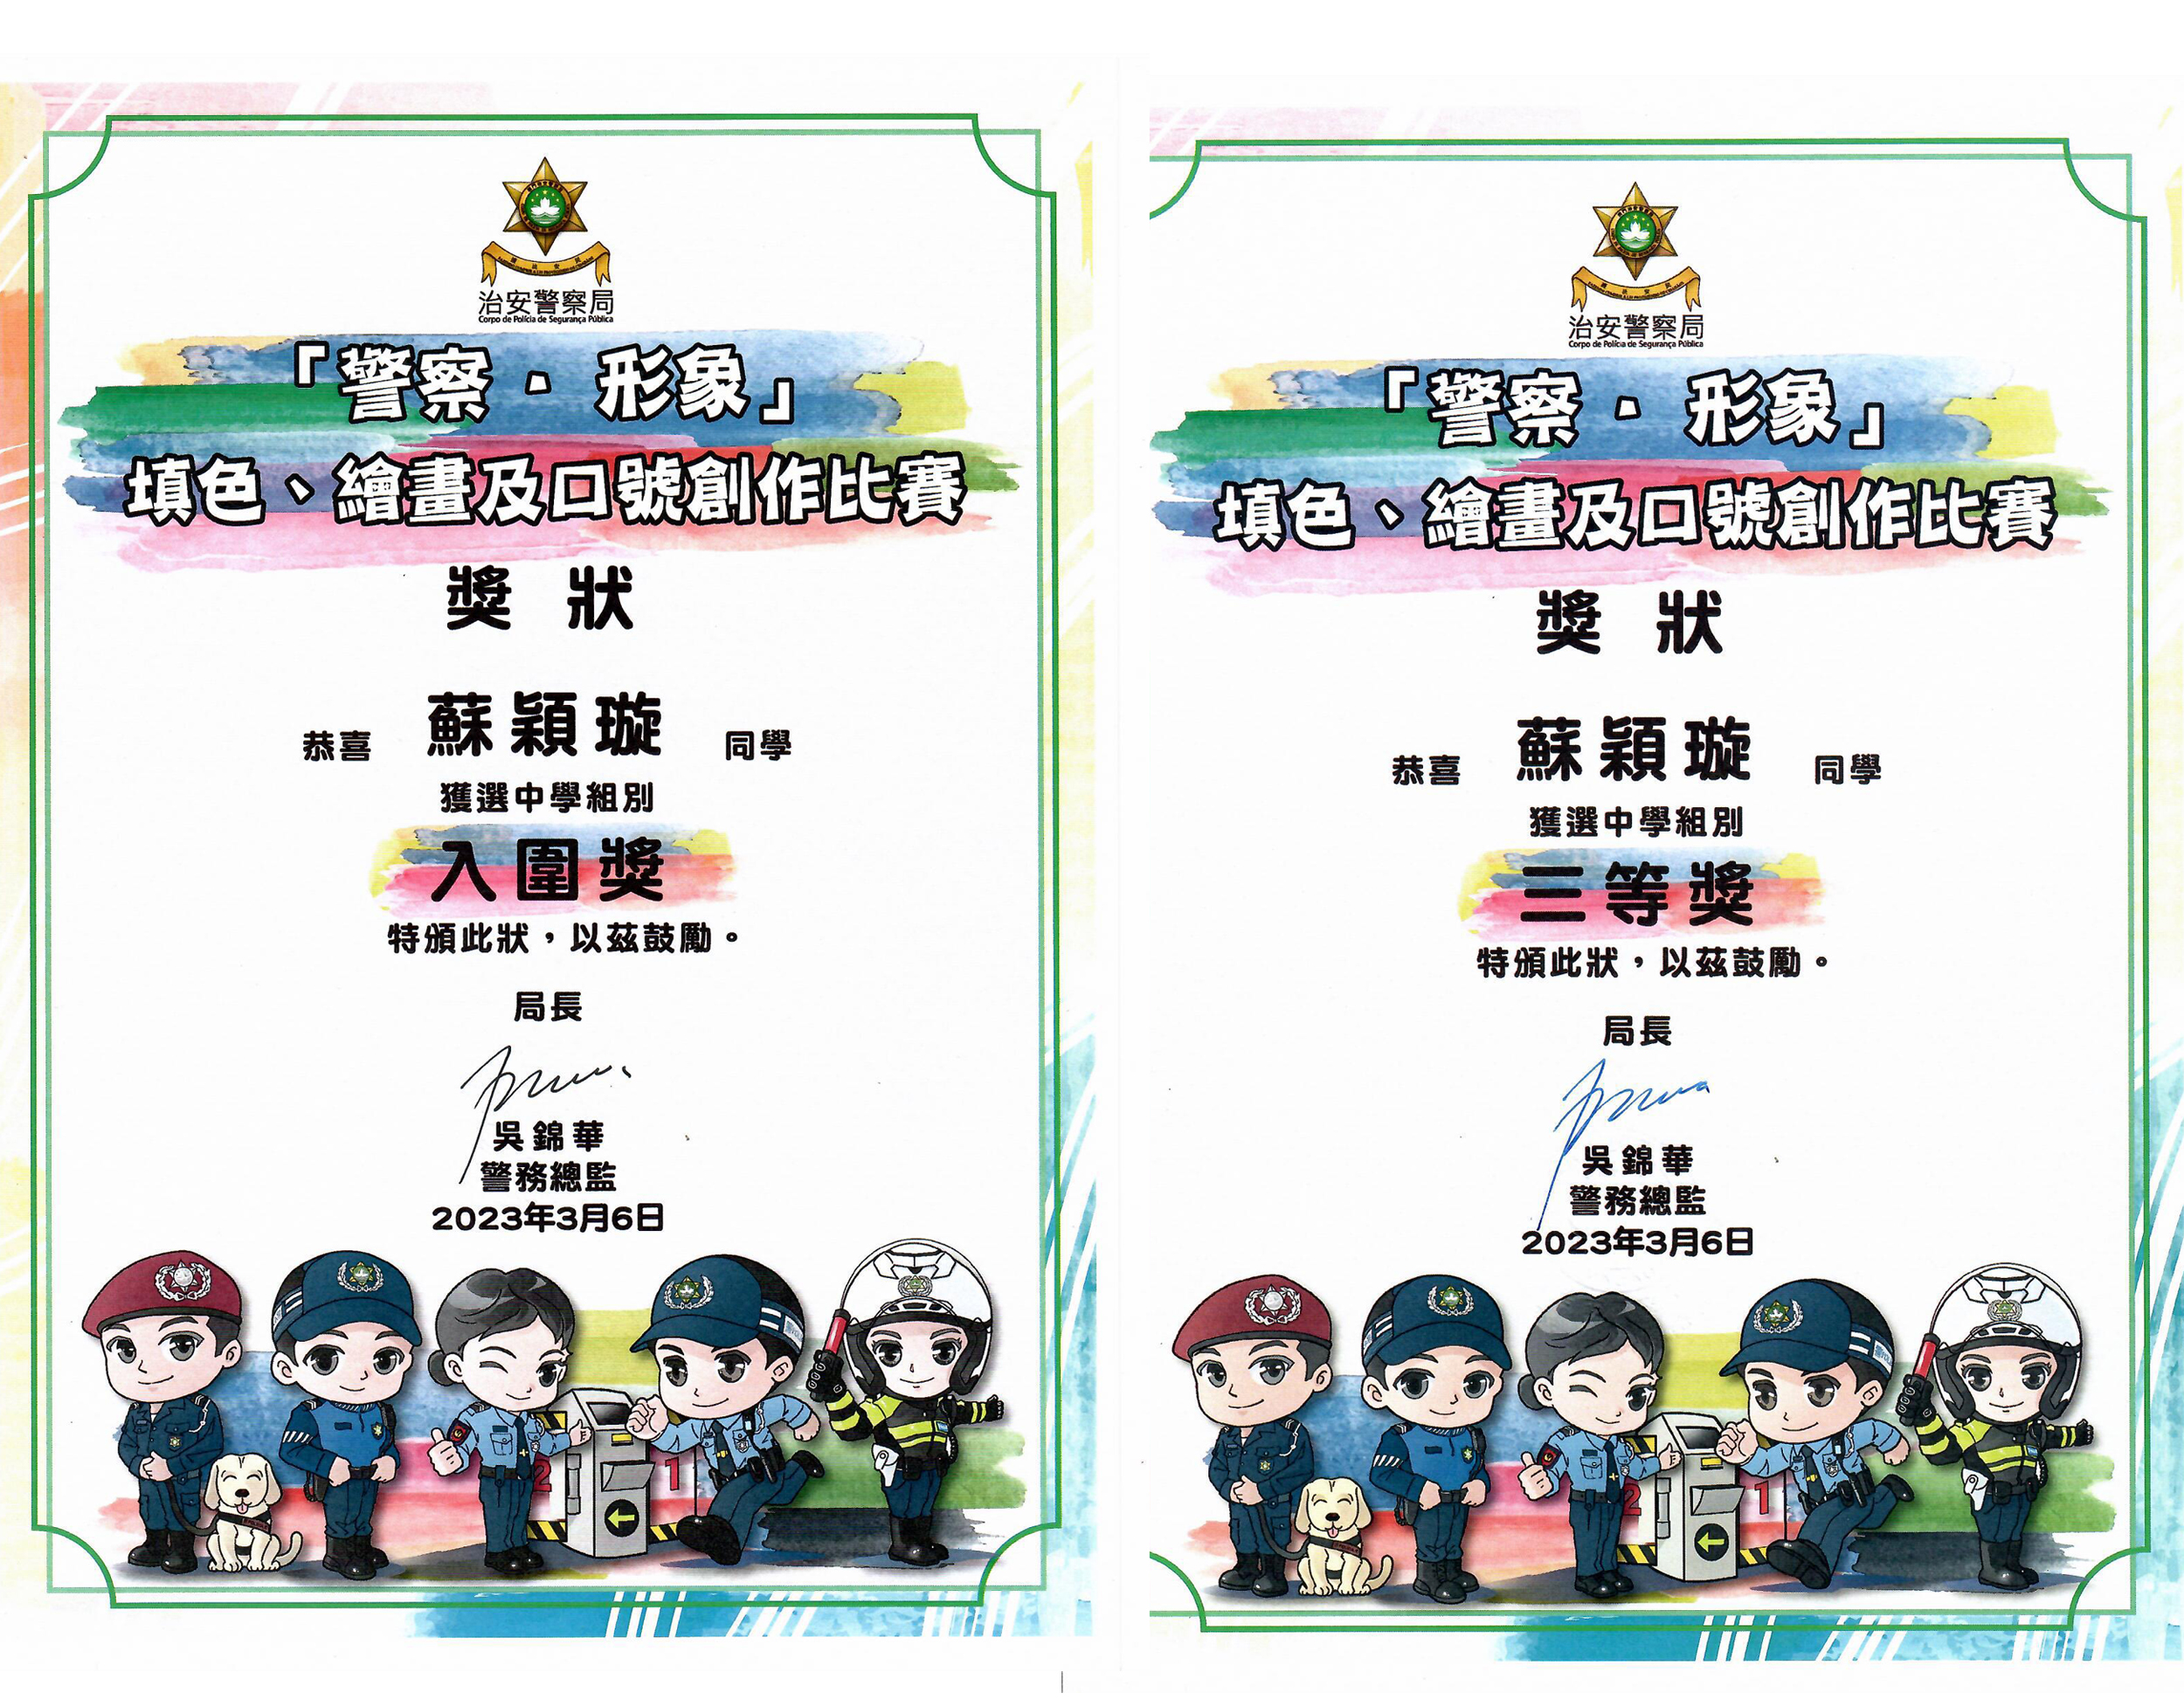 治安警察局
Corpo de Polícia de Segurança Pública
「警察 · 形象」
填色、繪畫及口號創作比賽
獎 狀
恭喜 蘇穎璇 同學
獲選中學組別
入圍獎
特頒此狀，以茲鼓勵。
局長
吳錦華
警務總監
2023年3月6日
2
1
治安警察局
Corpo de Polícia de Segurança Pública
「警察 · 形象」
填色、繪畫及口號創作比賽
獎 狀
恭喜 蘇穎璇 同學
獲選中學組別
三等獎
特頒此狀，以茲鼓勵。
局長
吳錦華
警務總監
2023年3月6日
2
1